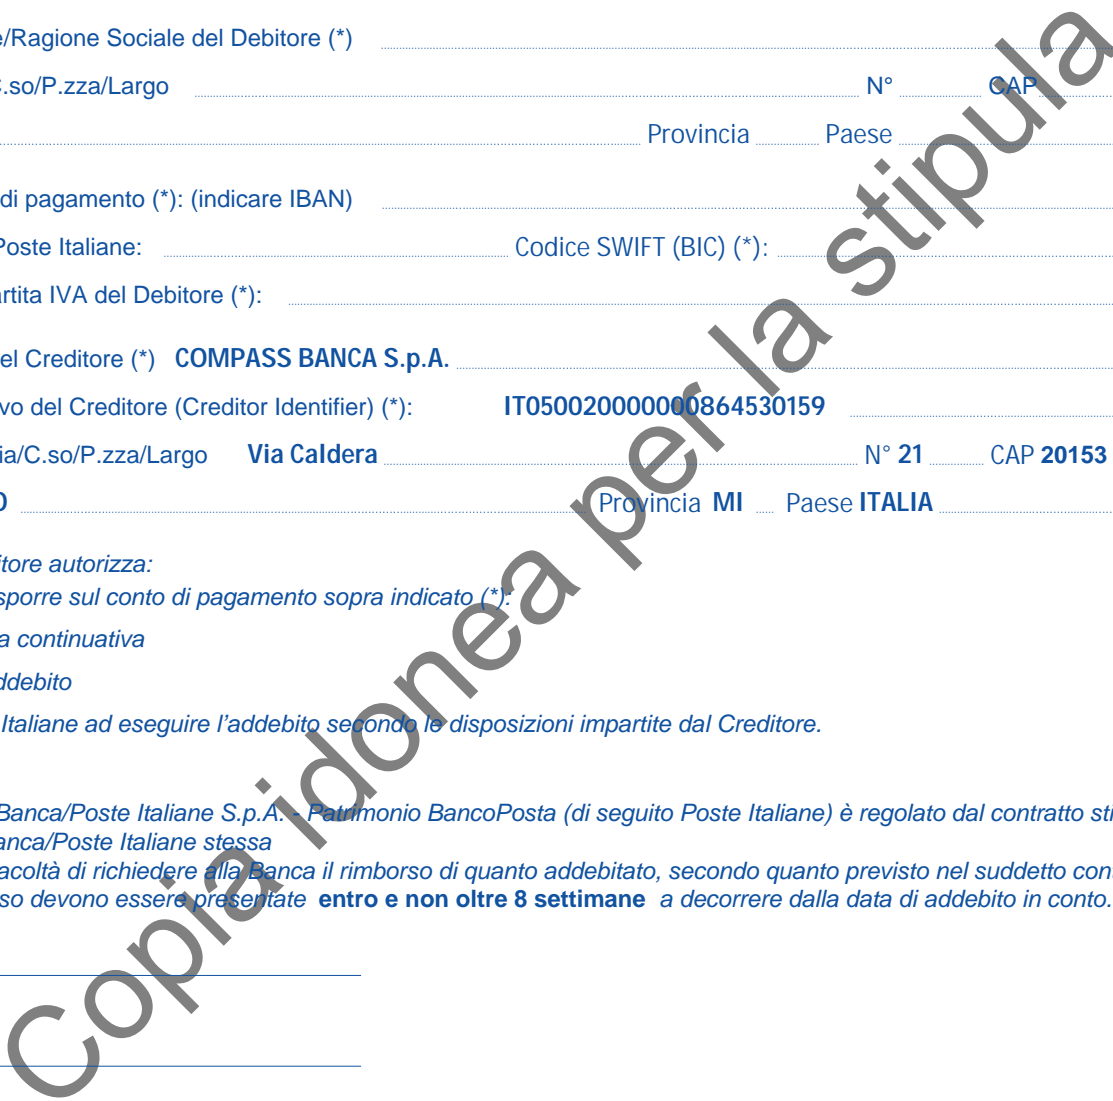 e/Ragione Sociale del Debitore (*)
C.so/P.zza/Largo N° CAP
Provincia Paese
di pagamento (*): (indicare IBAN)
Poste Italiane: Codice SWIFT (BIC) (*):
rtita IVA del Debitore (*):
el Creditore (*) COMPASS BANCA S.p.A.
vo del Creditore (Creditor Identifier) (*): IT050020000000864530159
ia/C.so/P.zza/Largo Via Caldera N° 21 CAP 20153
O Provincia MI Paese ITALIA
itore autorizza:
sporre sul conto di pagamento sopra indicato (*):
a continuativa
ddebito
Italiane ad eseguire l'addebito secondo le disposizioni impartite dal Creditore.
Banca/Poste Italiane S.p.A. - Patrimonio BancoPosta (di seguito Poste Italiane) è regolato dal contratto sti
anca/Poste Italiane stessa
acoltà di richiedere alla Banca il rimborso di quanto addebitato, secondo quanto previsto nel suddetto con
so devono essere presentate entro e non oltre 8 settimane a decorrere dalla data di addebito in conto.
Copia idonea per la stipula